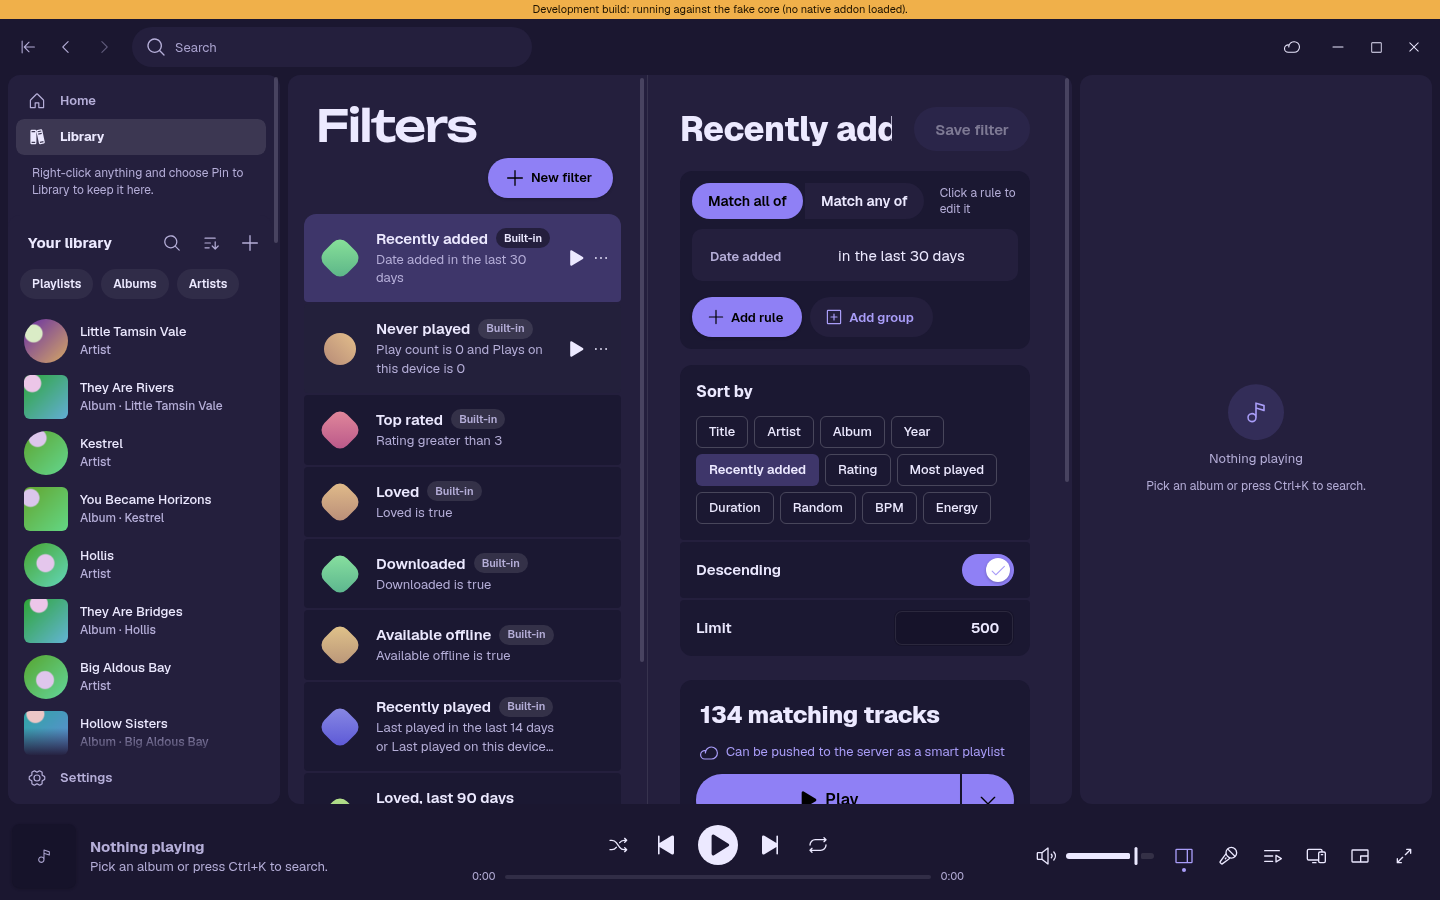 Development build: running against the fake core (no native addon loaded).
Search
Home
Library
Right-click anything and choose Pin to
Library to keep it here.
Your library
Playlists
Albums
Artists
Little Tamsin Vale
Artist
They Are Rivers
Album · Little Tamsin Vale
Kestrel
Artist
You Became Horizons
Album · Kestrel
Hollis
Artist
They Are Bridges
Album · Hollis
Big Aldous Bay
Artist
Hollow Sisters
Album · Big Aldous Bay
Settings
Filters
New filter
Recently added Built-in
Date added in the last 30
days
Never played Built-in
Play count is 0 and Plays on
this device is 0
Top rated Built-in
Rating greater than 3
Loved Built-in
Loved is true
Downloaded Built-in
Downloaded is true
Available offline Built-in
Available offline is true
Recently played Built-in
Last played in the last 14 days
or Last played on this device…
Loved, last 90 days
Recently add
Save filter
Match all of
Match any of
Click a rule to
edit it
Date added
in the last 30 days
Add rule
Add group
Sort by
Title Artist Album Year
Recently added Rating Most played
Duration Random BPM Energy
Descending
Limit
500
134 matching tracks
Can be pushed to the server as a smart playlist
Play
Nothing playing
Pick an album or press Ctrl+K to search.
Nothing playing
Pick an album or press Ctrl+K to search.
0:00
0:00